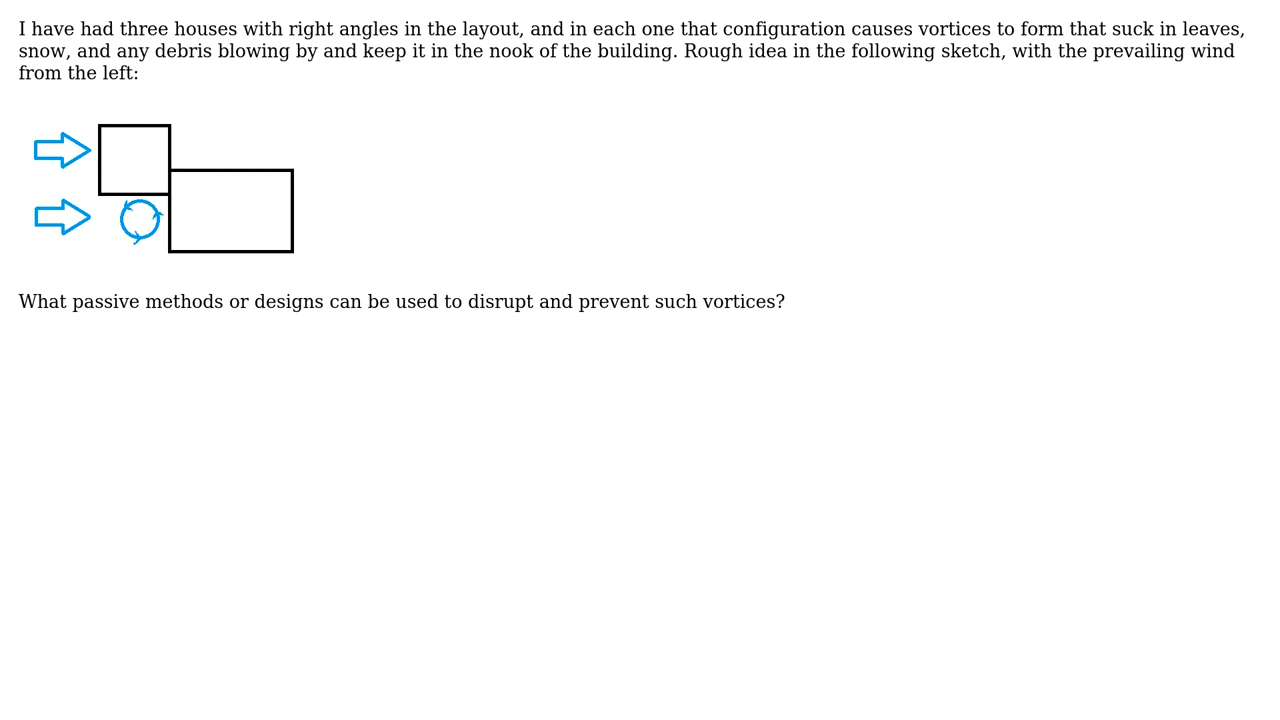 I have had three houses with right angles in the layout, and in each one that configuration causes vortices to form that suck in leaves,
snow, and any debris blowing by and keep it in the nook of the building. Rough idea in the following sketch, with the prevailing wind
from the left:
What passive methods or designs can be used to disrupt and prevent such vortices?